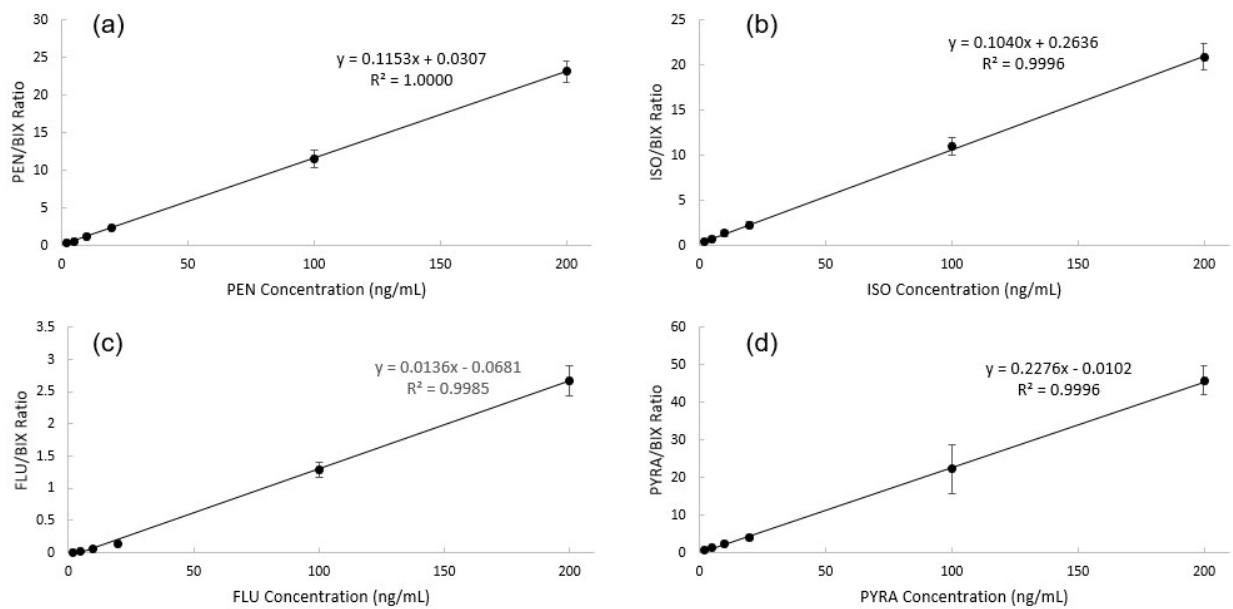 (a)
y = 0.1153x + 0.0307
R² = 1.0000
PEN/BIX Ratio
30
25
20
15
10
5
0
0 50 100 150 200
PEN Concentration (ng/mL)
(b)
y = 0.1040x + 0.2636
R² = 0.9996
ISO/BIX Ratio
25
20
15
10
5
0
0 50 100 150 200
ISO Concentration (ng/mL)
(c)
y = 0.0136x - 0.0681
R² = 0.9985
FLU/BIX Ratio
3.5
3
2.5
2
1.5
1
0.5
0
0 50 100 150 200
FLU Concentration (ng/mL)
(d)
y = 0.2276x - 0.0102
R² = 0.9996
PYRA/BIX Ratio
60
50
40
30
20
10
0
0 50 100 150 200
PYRA Concentration (ng/mL)